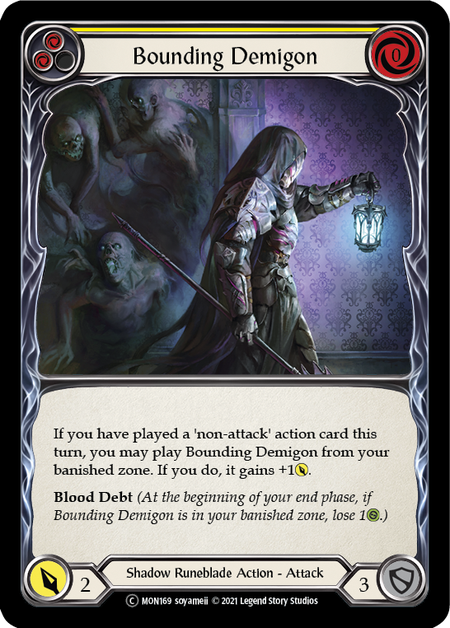 Bounding Demigon
0
If you have played a 'non-attack' action card this
turn, you may play Bounding Demigon from your
banished zone. If you do, it gains +1.
Blood Debt (At the beginning of your end phase, if
Bounding Demigon is in your banished zone, lose 1.)
2
Shadow Runeblade Action - Attack
3
C MON169 soyameii © 2021 Legend Story Studios